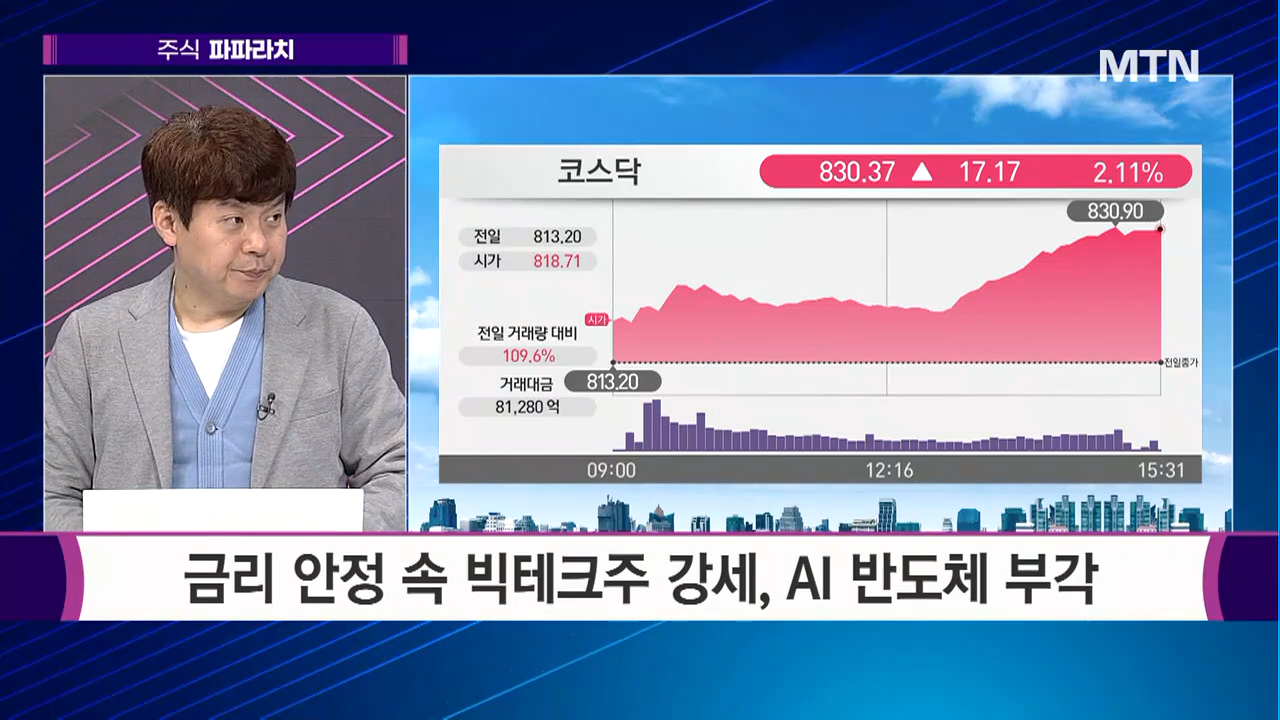 주식 파파라치
MTN
코스닥 830.37 ▲ 17.17 2.11%
830.90
전일 813.20
시가 818.71
시가
전일 거래량 대비
109.6%
전일종가
거래대금
813.20
81,280 억
09:00 12:16 15:31
금리 안정 속 빅테크주 강세, AI 반도체 부각